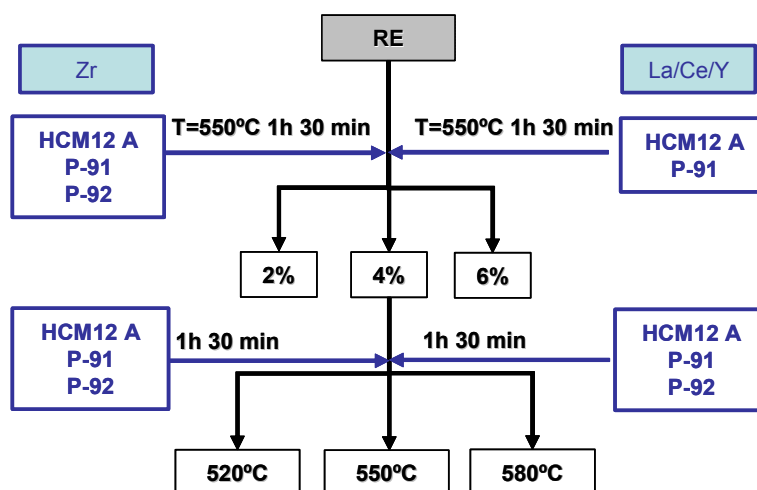 RE
Zr
La/Ce/Y
T=550ºC 1h 30 min
T=550ºC 1h 30 min
HCM12 A
P-91
P-92
HCM12 A
P-91
2%
4%
6%
1h 30 min
1h 30 min
HCM12 A
P-91
P-92
HCM12 A
P-91
P-92
520ºC
550ºC
580ºC